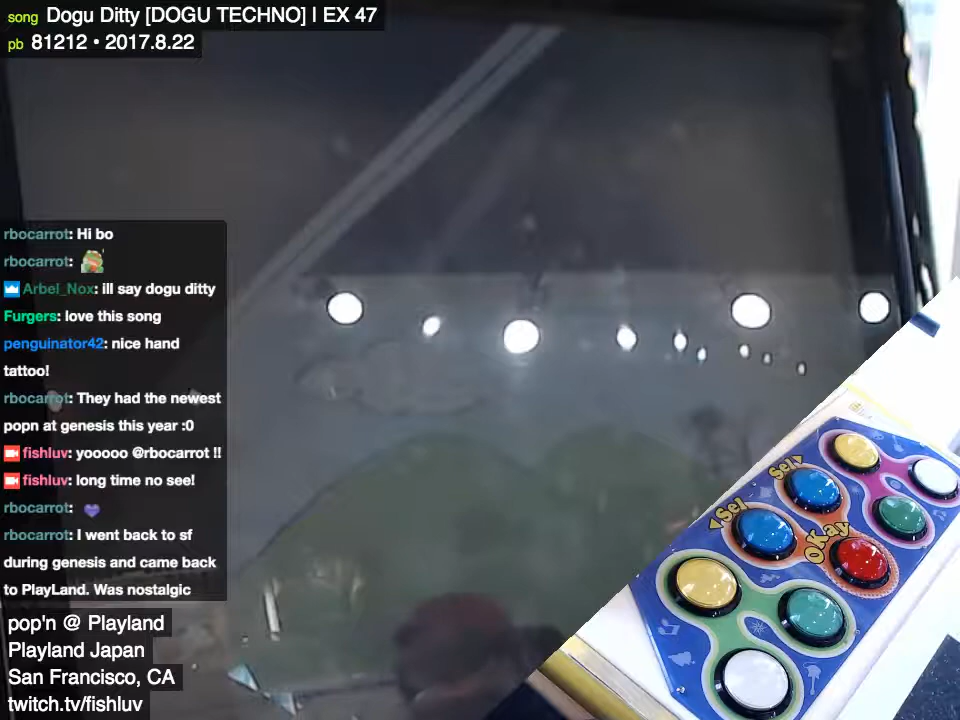 song Dogu Ditty [DOGU TECHNO] | EX 47
pb 81212 • 2017.8.22
rbocarrot: Hi bo
rbocarrot:
Arbel_Nox: ill say dogu ditty
Furgers: love this song
penguinator42: nice hand
tattoo!
rbocarrot: They had the newest
popn at genesis this year :0
fishluv: yooooo @rbocarrot !!
fishluv: long time no see!
rbocarrot:
rbocarrot: I went back to sf
during genesis and came back
to PlayLand. Was nostalgic
pop'n @ Playland
Playland Japan
San Francisco, CA
twitch.tv/fishluv
Sel
Sel
OKay